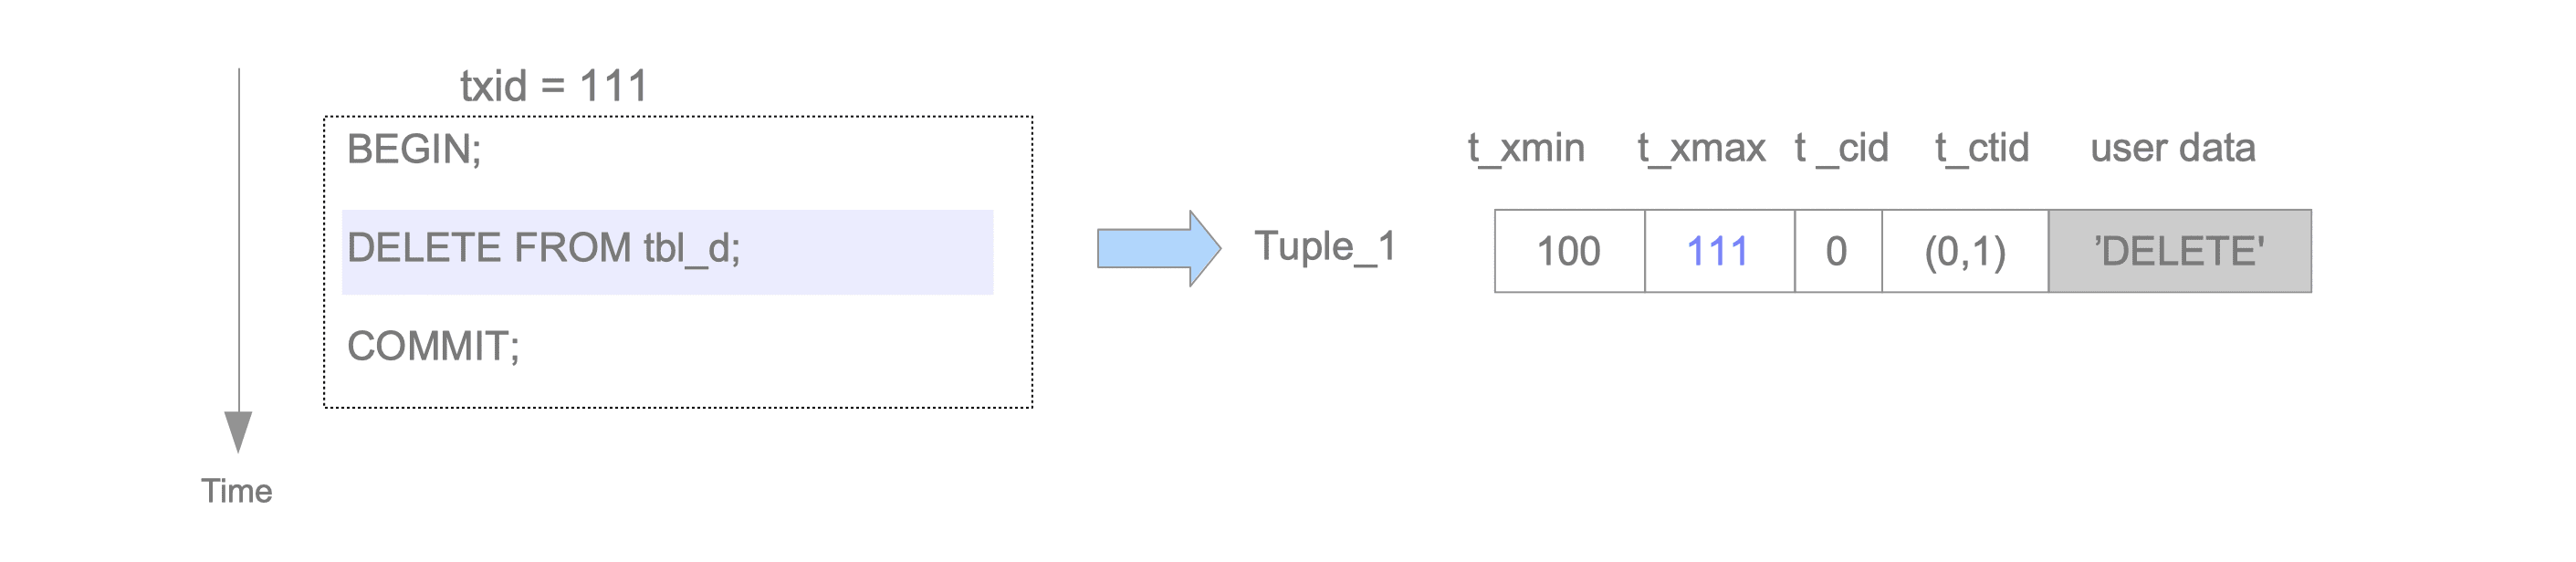 txid = 111
BEGIN;
DELETE FROM tbl_d;
COMMIT;
Time
t_xmin t_xmax t _cid t_ctid user data
Tuple_1 100 111 0 (0,1) ’DELETE'